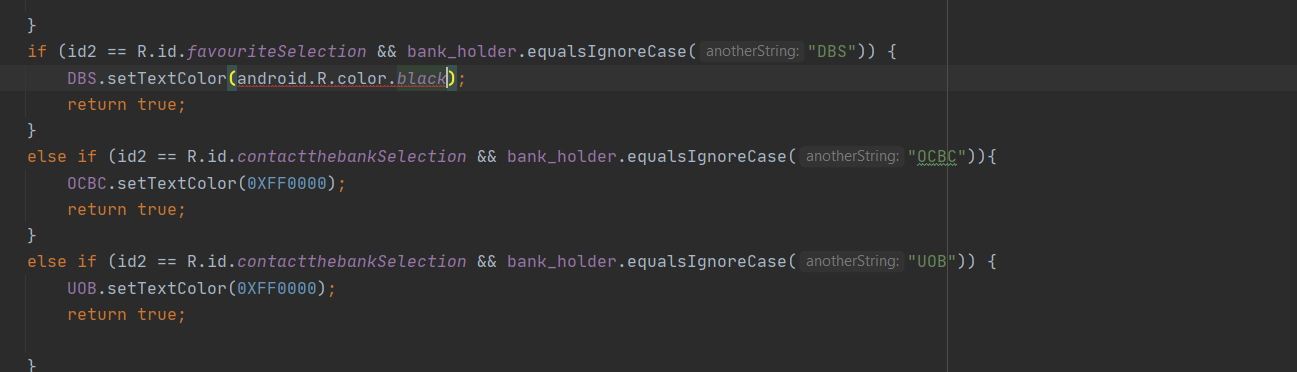 }
if (id2 == R.id.favouriteSelection && bank_holder.equalsIgnoreCase( anotherString: "DBS")) {
DBS.setTextColor(android.R.color.black);
return true;
}
else if (id2 == R.id.contactthebankSelection && bank_holder.equalsIgnoreCase( anotherString: "OCBC")){
OCBC.setTextColor(0XFF0000);
return true;
}
else if (id2 == R.id.contactthebankSelection && bank_holder.equalsIgnoreCase( anotherString: "UOB")) {
UOB.setTextColor(0XFF0000);
return true;
}